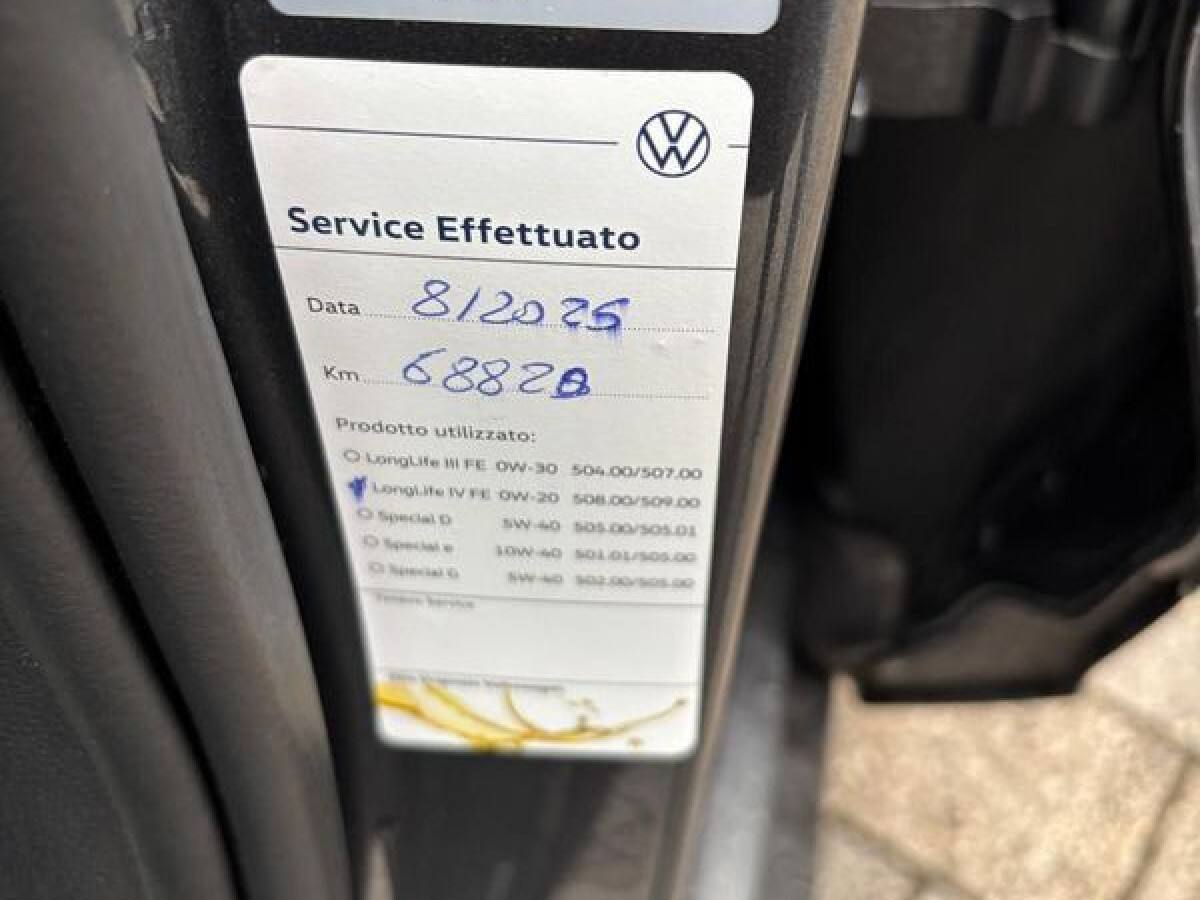 Service Effettuato
Data 8/2025
Km 68828
Prodotto utilizzato:
LongLife III FE 0W-30 504.00/507.00
LongLife IV FE 0W-20 508.00/509.00
Special D 5W-40 505.00/505.01
Special e 10W-40 501.01/505.00
Special G 5W-40 502.00/505.00
Service
Volkswagen